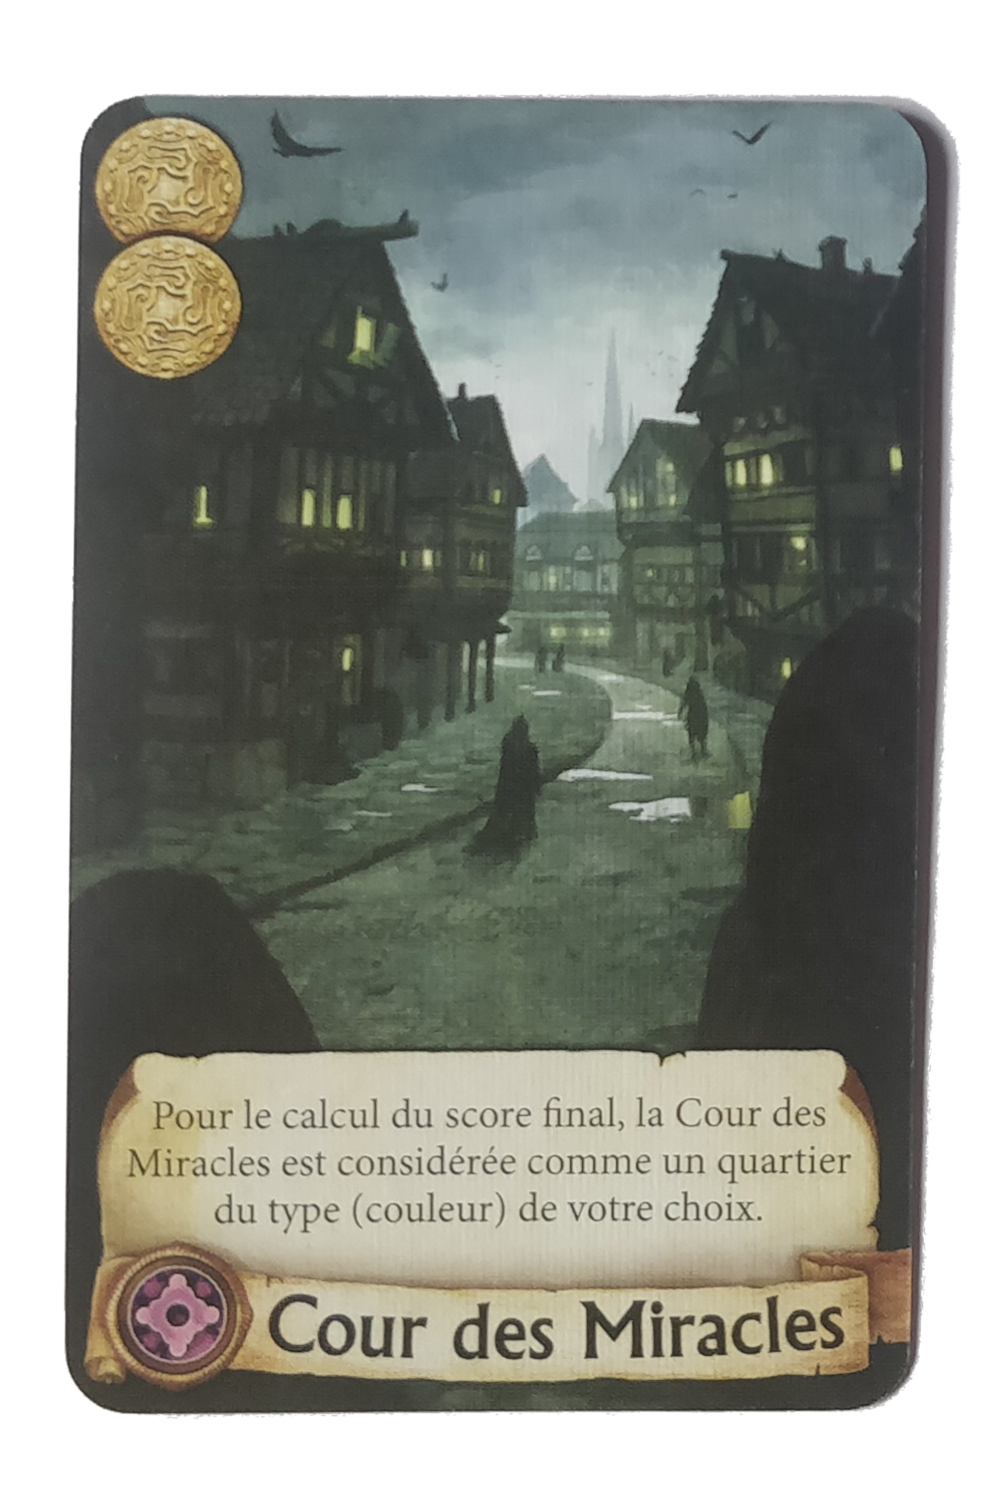 Pour le calcul du score final, la Cour des
Miracles est considérée comme un quartier
du type (couleur) de votre choix.
Cour des Miracles